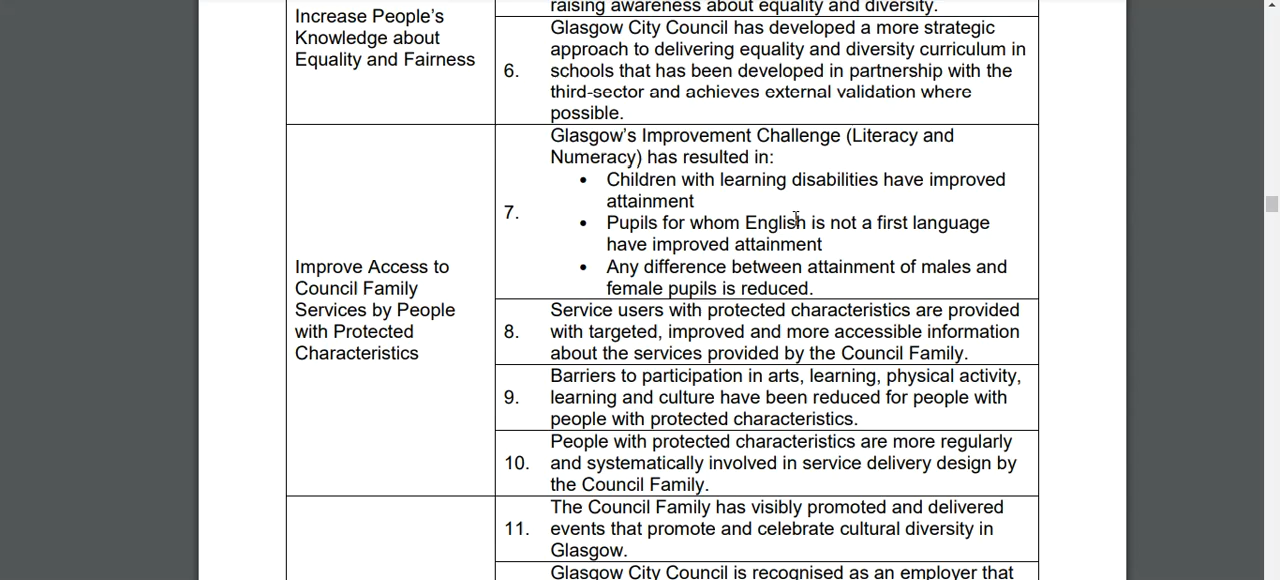 raising awareness about equality and diversity.
Increase People's
Knowledge about
Equality and Fairness
6.
Glasgow City Council has developed a more strategic
approach to delivering equality and diversity curriculum in
schools that has been developed in partnership with the
third-sector and achieves external validation where
possible.
Improve Access to
Council Family
Services by People
with Protected
Characteristics
7.
Glasgow's Improvement Challenge (Literacy and
Numeracy) has resulted in:
• Children with learning disabilities have improved
attainment
• Pupils for whom English is not a first language
have improved attainment
• Any difference between attainment of males and
female pupils is reduced.
8.
Service users with protected characteristics are provided
with targeted, improved and more accessible information
about the services provided by the Council Family.
9.
Barriers to participation in arts, learning, physical activity,
learning and culture have been reduced for people with
people with protected characteristics.
10.
People with protected characteristics are more regularly
and systematically involved in service delivery design by
the Council Family.
11.
The Council Family has visibly promoted and delivered
events that promote and celebrate cultural diversity in
Glasgow.
Glasgow City Council is recognised as an employer that